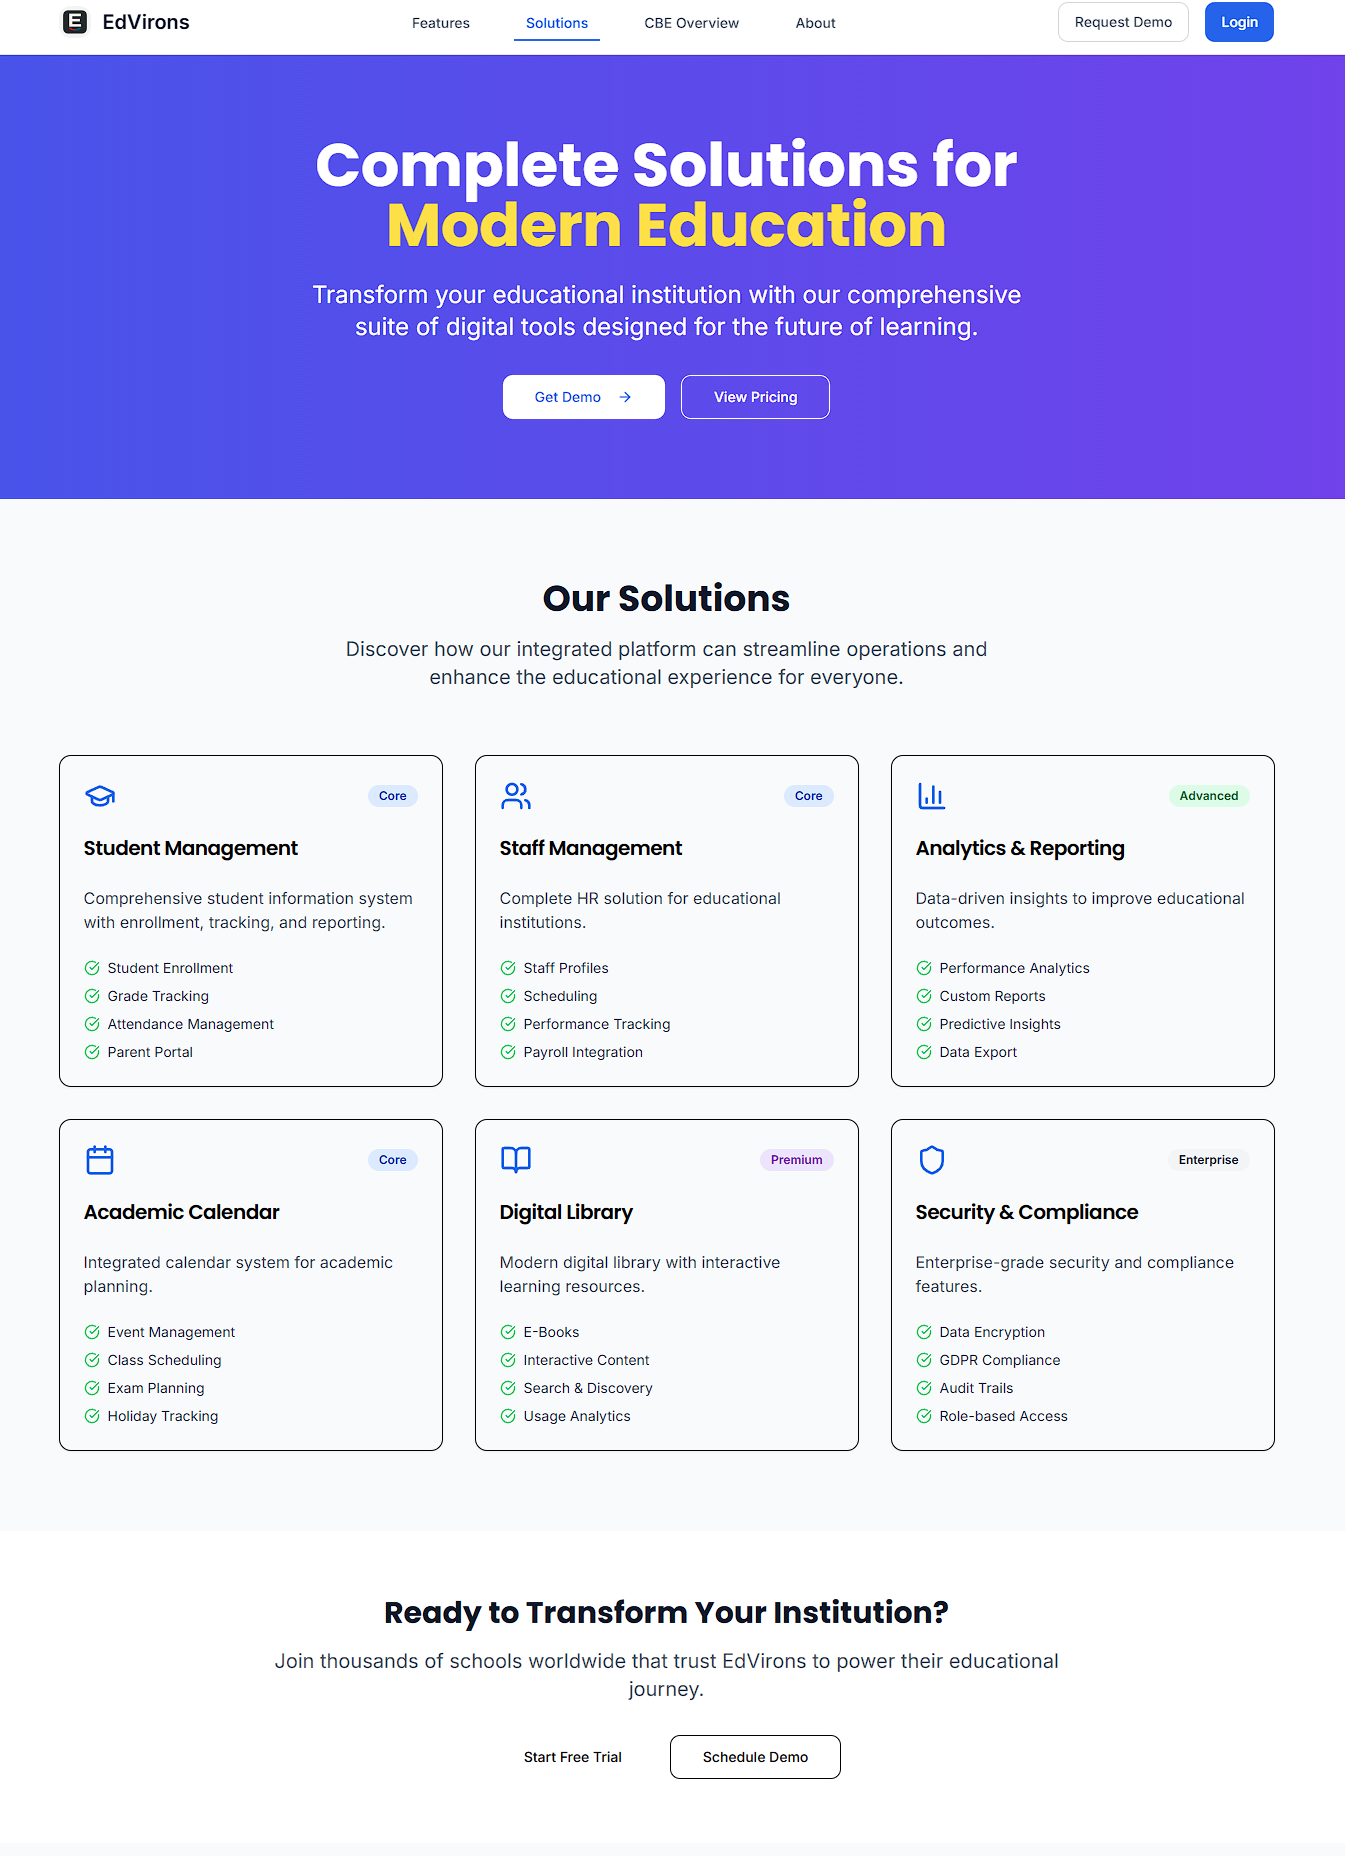 E EdVirons
Features
Solutions
CBE Overview
About
Request Demo
Login
Complete Solutions for
Modern Education
Transform your educational institution with our comprehensive
suite of digital tools designed for the future of learning.
Get Demo →
View Pricing
Our Solutions
Discover how our integrated platform can streamline operations and
enhance the educational experience for everyone.
Core
Student Management
Comprehensive student information system
with enrollment, tracking, and reporting.
Student Enrollment
Grade Tracking
Attendance Management
Parent Portal
Core
Staff Management
Complete HR solution for educational
institutions.
Staff Profiles
Scheduling
Performance Tracking
Payroll Integration
Advanced
Analytics & Reporting
Data-driven insights to improve educational
outcomes.
Performance Analytics
Custom Reports
Predictive Insights
Data Export
Core
Academic Calendar
Integrated calendar system for academic
planning.
Event Management
Class Scheduling
Exam Planning
Holiday Tracking
Premium
Digital Library
Modern digital library with interactive
learning resources.
E-Books
Interactive Content
Search & Discovery
Usage Analytics
Enterprise
Security & Compliance
Enterprise-grade security and compliance
features.
Data Encryption
GDPR Compliance
Audit Trails
Role-based Access
Ready to Transform Your Institution?
Join thousands of schools worldwide that trust EdVirons to power their educational
journey.
Start Free Trial
Schedule Demo